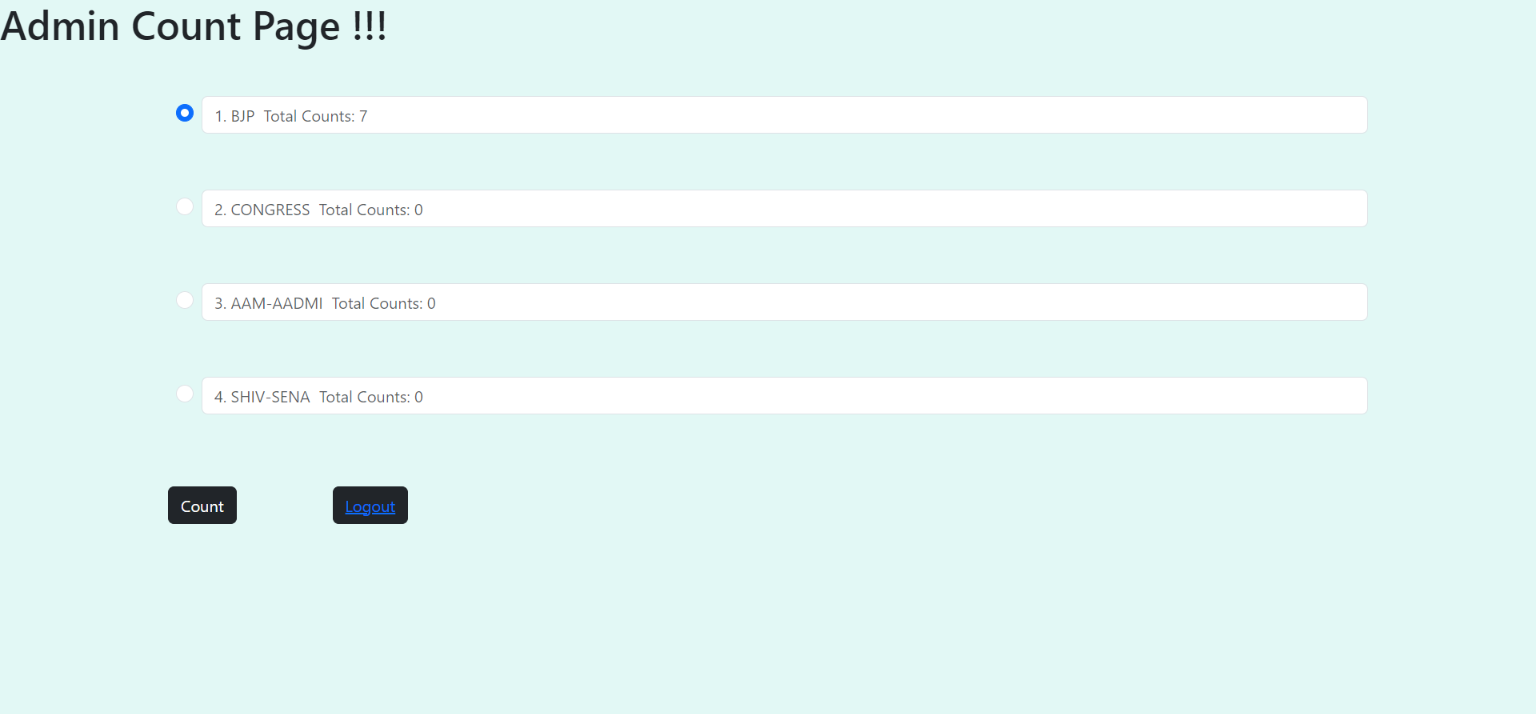 Admin Count Page !!!
1. BJP  Total Counts: 7
2. CONGRESS  Total Counts: 0
3. AAM-AADMI  Total Counts: 0
4. SHIV-SENA  Total Counts: 0
Count Logout